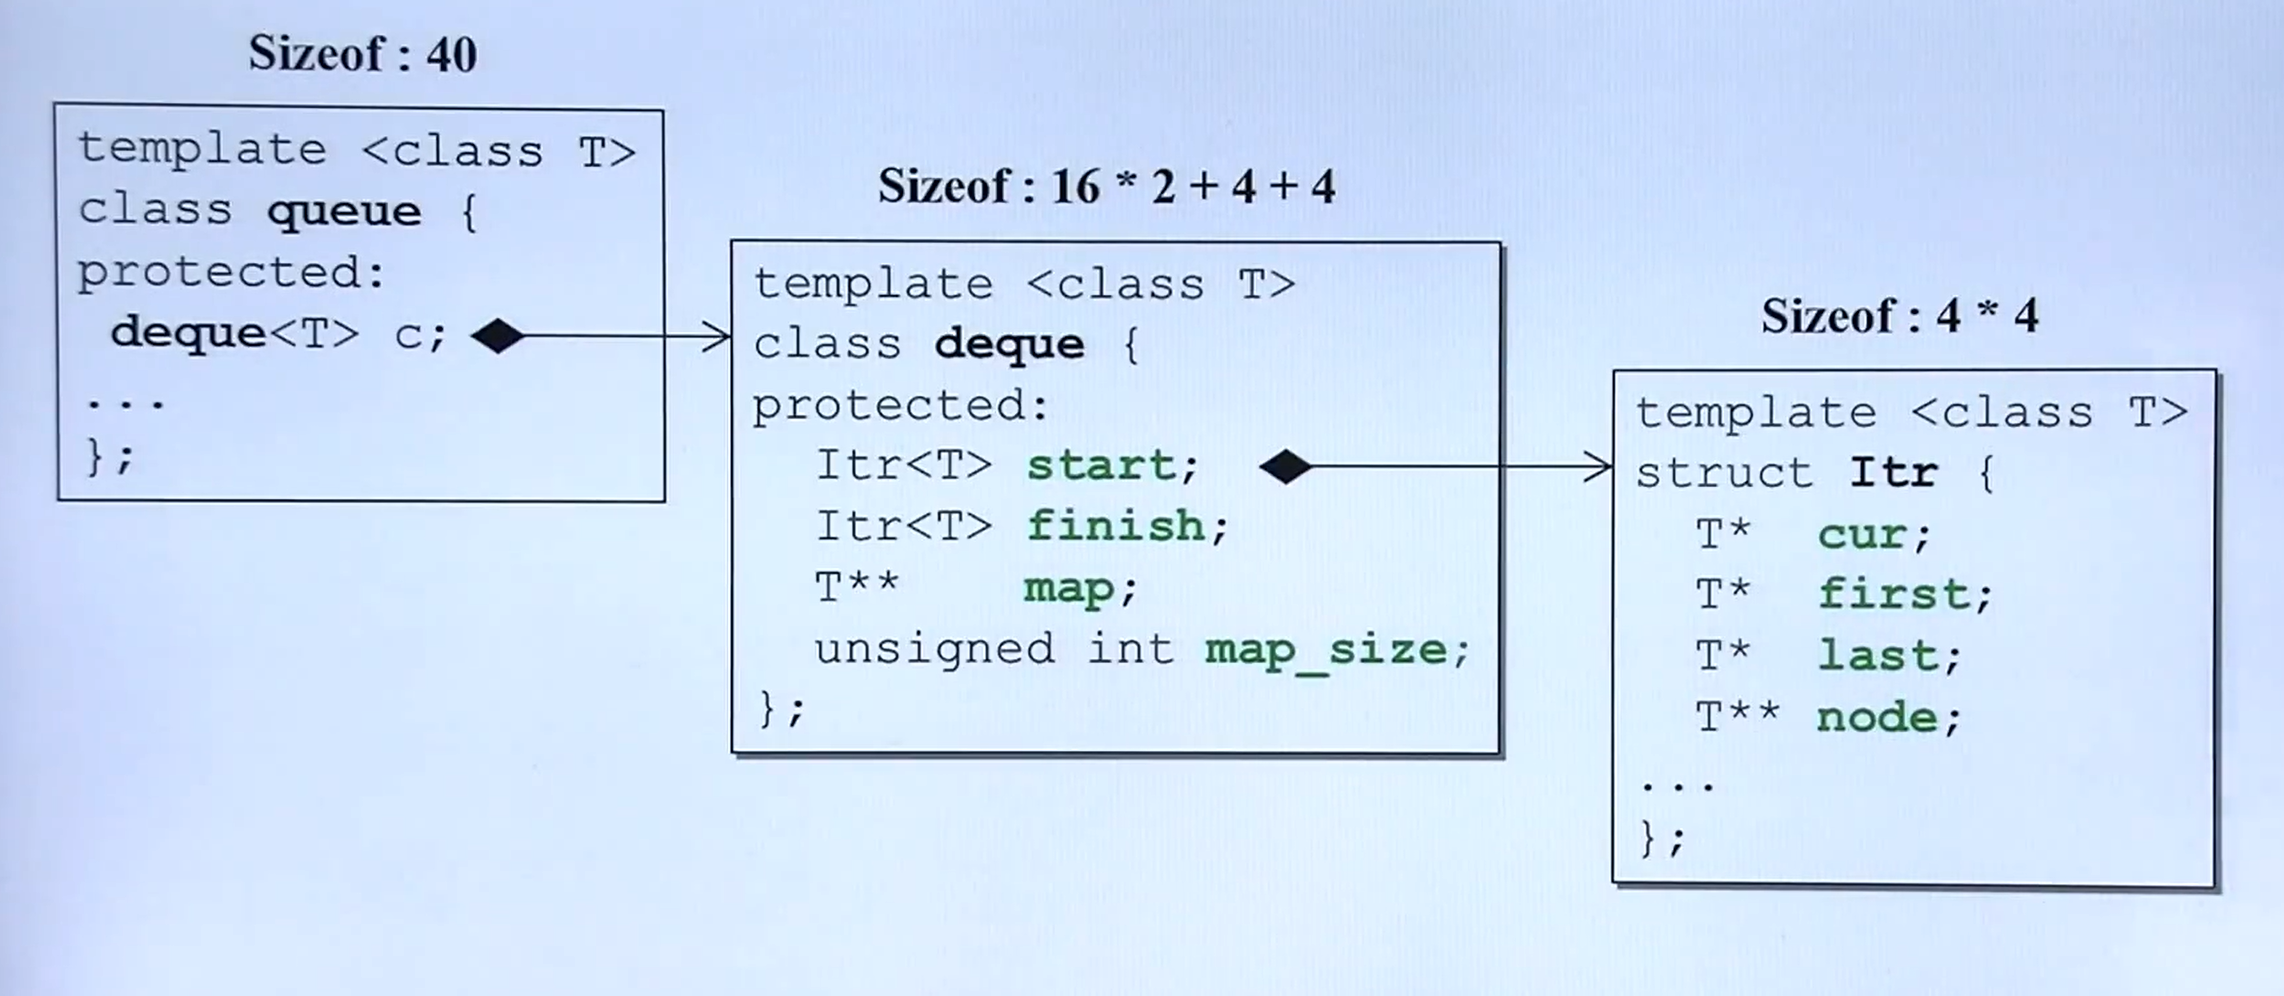 Sizeof : 40
template <class T>
class queue {
protected:
deque<T> c;
...
};
Sizeof : 16 * 2 + 4 + 4
template <class T>
class deque {
protected:
Itr<T> start;
Itr<T> finish;
T** map;
unsigned int map_size;
};
Sizeof : 4 * 4
template <class T>
struct Itr {
T* cur;
T* first;
T* last;
T** node;
...
};